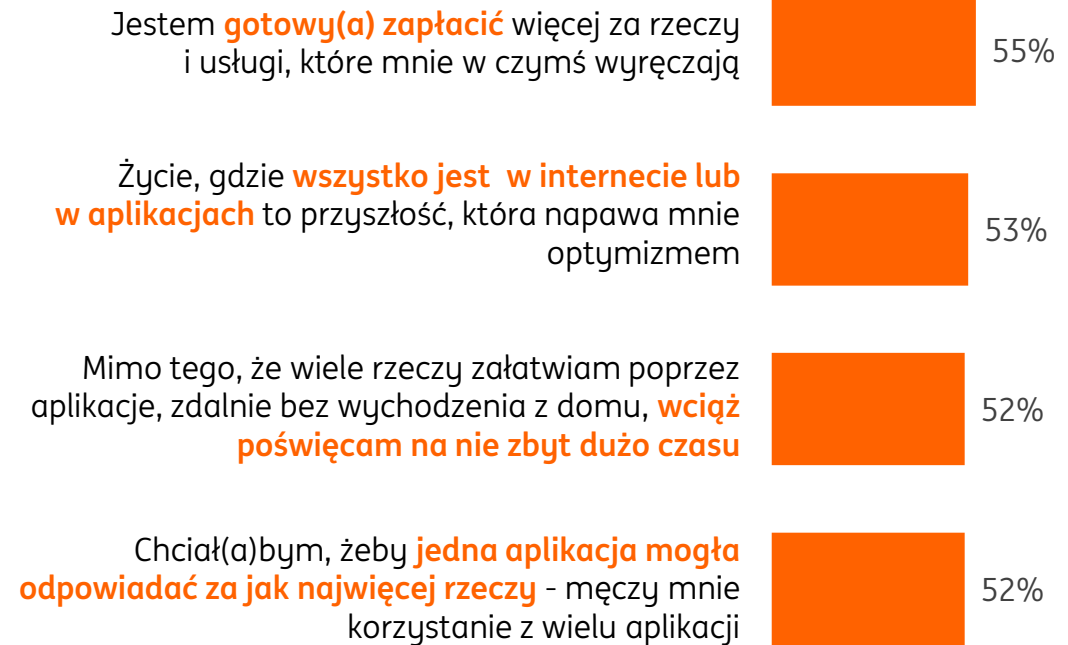 Jestem gotowy(a) zapłacić więcej za rzeczy
i usługi, które mnie w czymś wyręczają
55%
Życie, gdzie wszystko jest  w internecie lub
w aplikacjach to przyszłość, która napawa mnie
optymizmem
53%
Mimo tego, że wiele rzeczy załatwiam poprzez
aplikacje, zdalnie bez wychodzenia z domu, wciąż
poświęcam na nie zbyt dużo czasu
52%
Chciał(a)bym, żeby jedna aplikacja mogła
odpowiadać za jak najwięcej rzeczy - męczy mnie
korzystanie z wielu aplikacji
52%